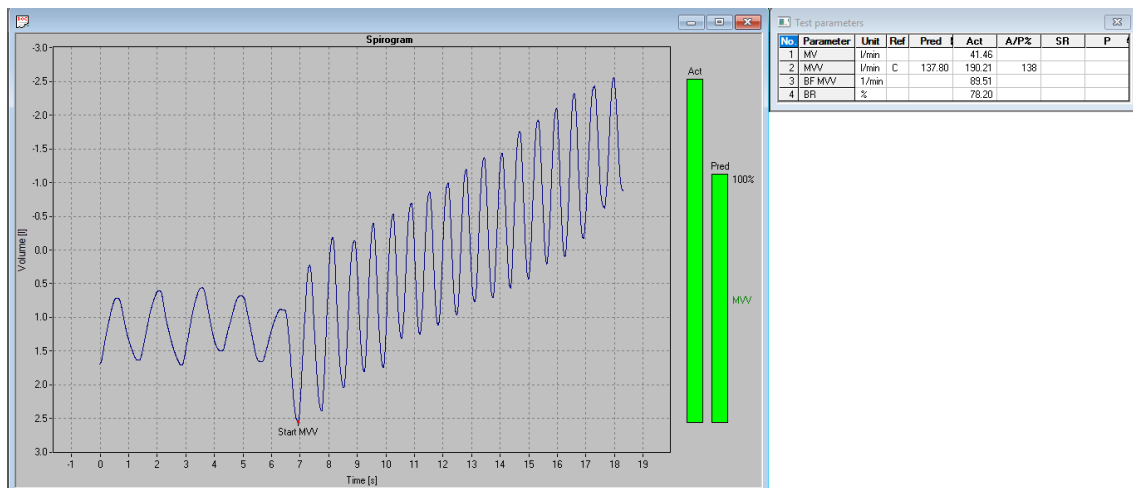 Spirogram
-3.0
-2.5
-2.0
-1.5
-1.0
-0.5
0.0
0.5
1.0
1.5
2.0
2.5
3.0
Volume [l]
Start MVV
-1 0 1 2 3 4 5 6 7 8 9 10 11 12 13 14 15 16 17 18 19
Time [s]
Act
Pred
100%
MVV
Test parameters
No. Parameter Unit Ref Pred Act A/P% SR P
1 MV l/min 41.46
2 MVV l/min C 137.80 190.21 138
3 BF MVV 1/min 89.51
4 BR % 78.20